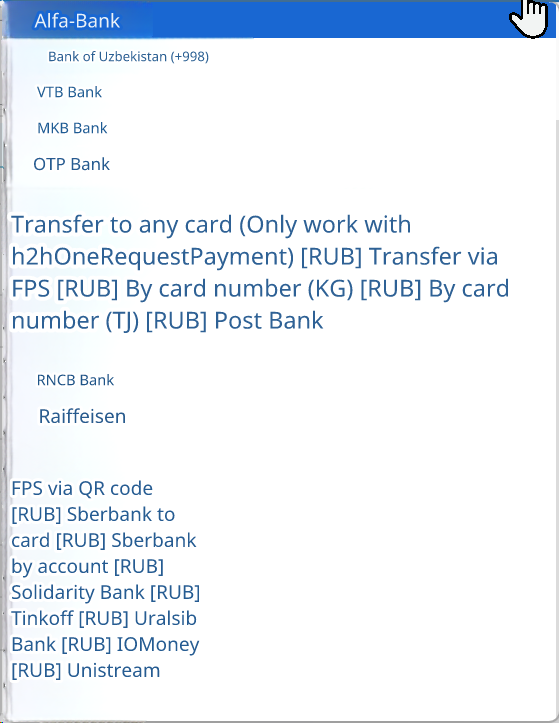 Alfa-Bank
Bank of Uzbekistan (+998)
VTB Bank
MKB Bank
OTP Bank
Transfer to any card (Only work with
h2hOneRequestPayment) [RUB] Transfer via
FPS [RUB] By card number (KG) [RUB] By card
number (TJ) [RUB] Post Bank
RNCB Bank
Raiffeisen
FPS via QR code
[RUB] Sberbank to
card [RUB] Sberbank
by account [RUB]
Solidarity Bank [RUB]
Tinkoff [RUB] Uralsib
Bank [RUB] IOMoney
[RUB] Unistream